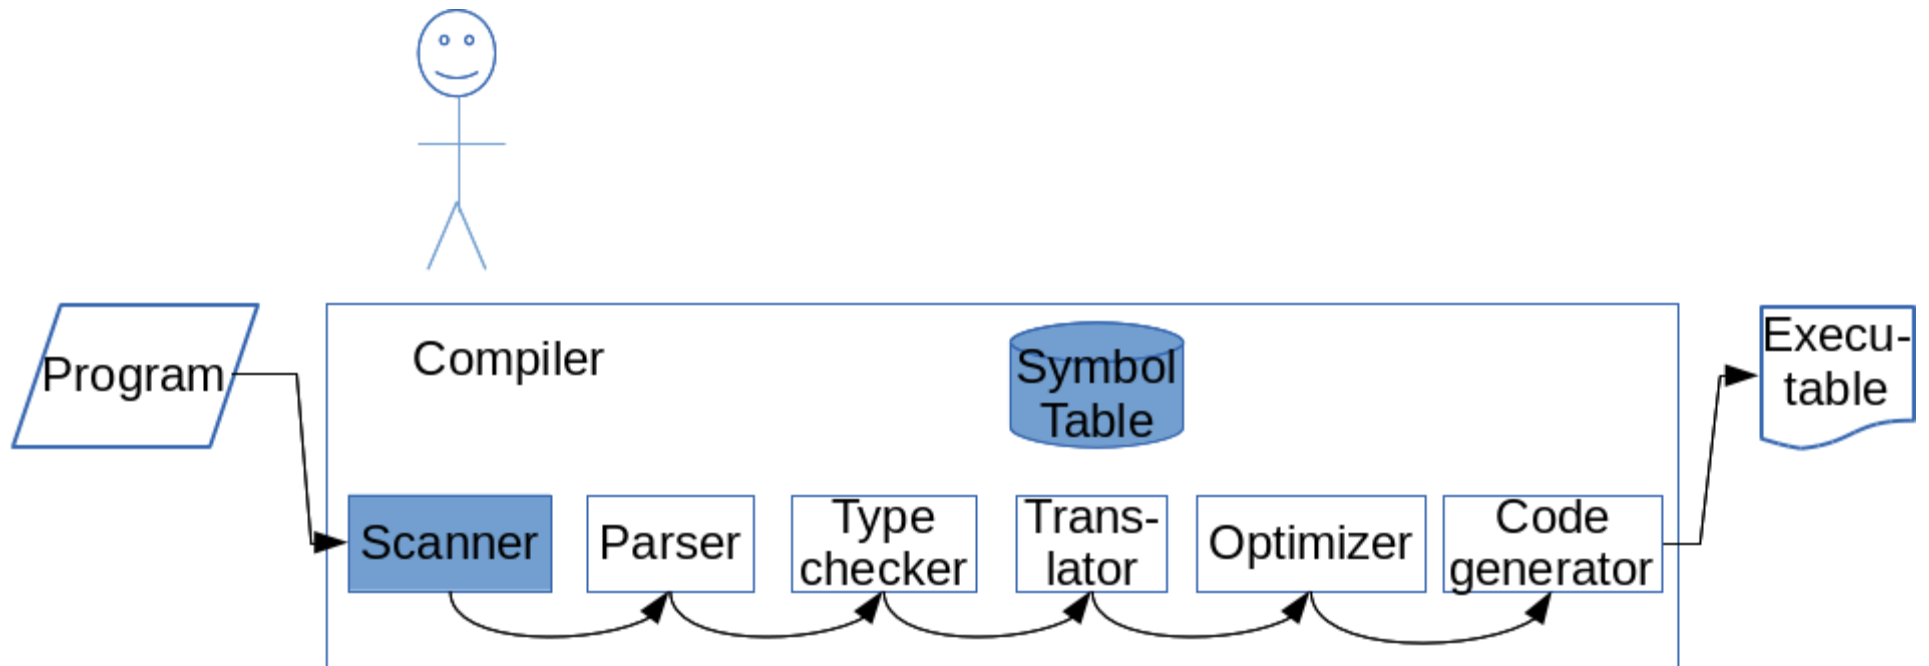 Program
Compiler
Symbol
Table
Execu-
table
Scanner
Parser
Type
checker
Trans-
lator
Optimizer
Code
generator